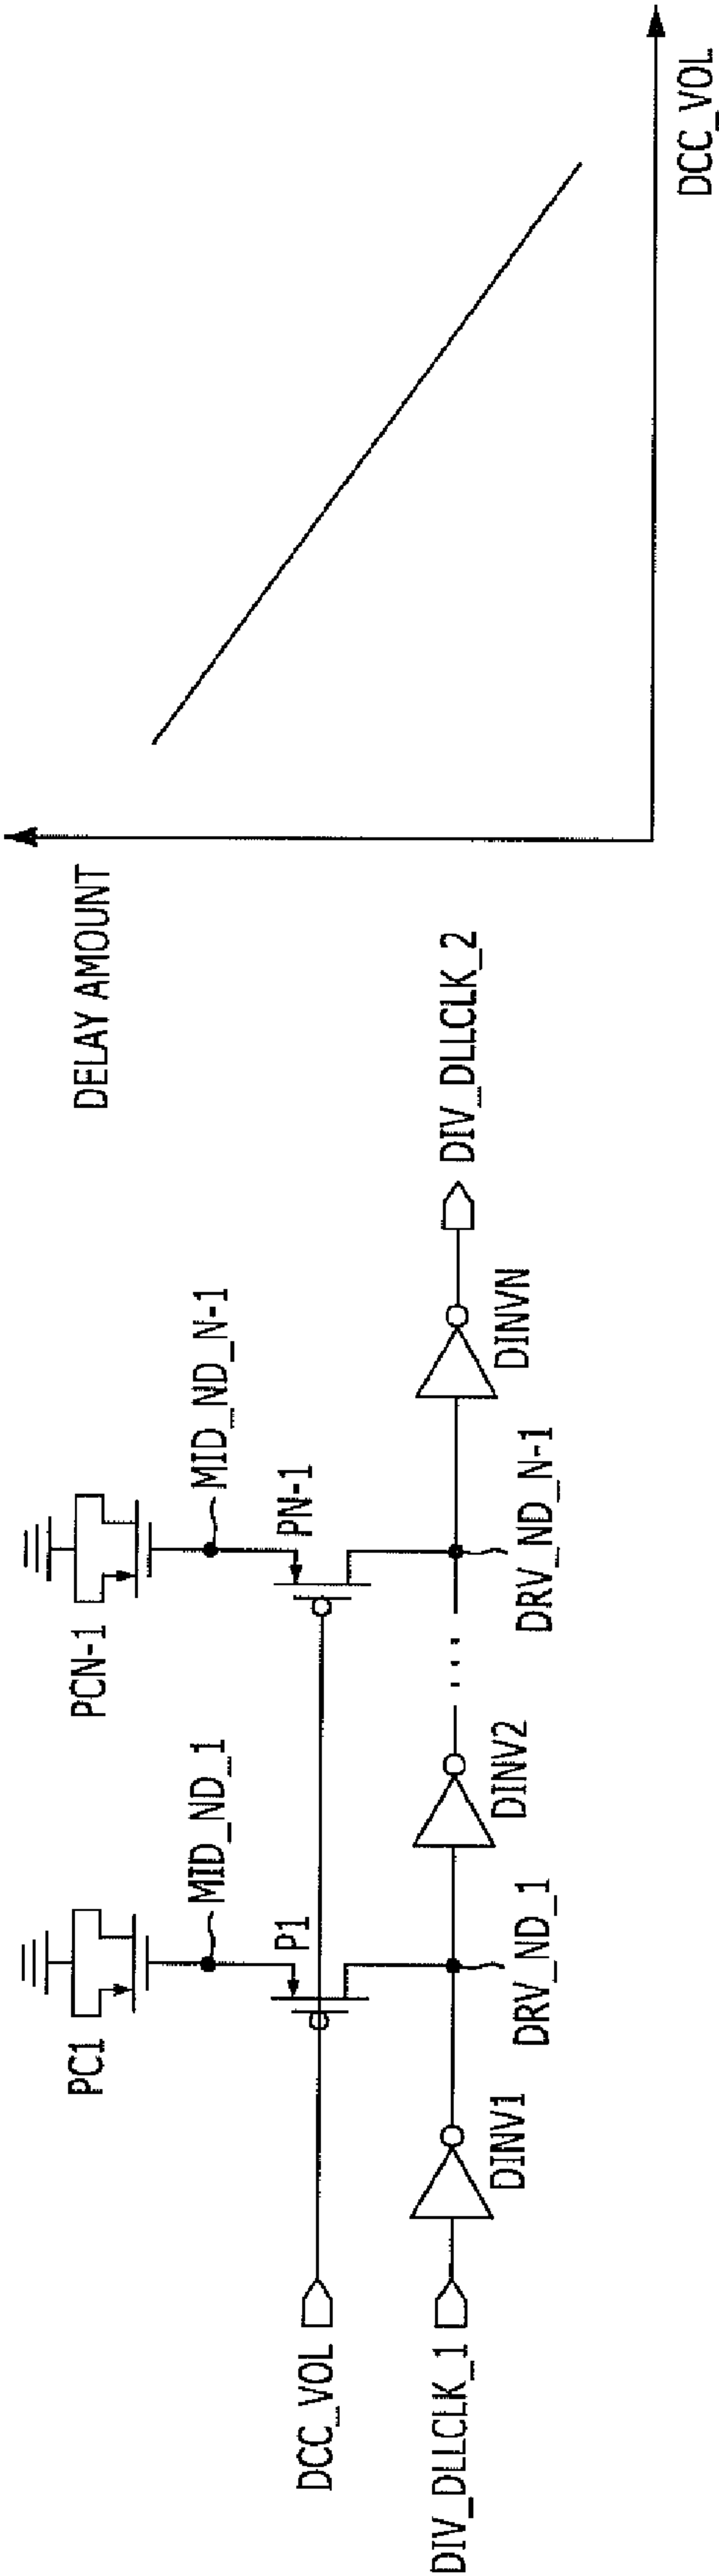 PC1
PCN-1
MID_ND_1
MID_ND_N-1
P1
PN-1
DCC_VOL
DIV_DLLCLK_1
DINV1
DRV_ND_1
DINV2
...
DRV_ND_N-1
DINVN
DIV_DLLCLK_2
DELAY AMOUNT
DCC_VOL